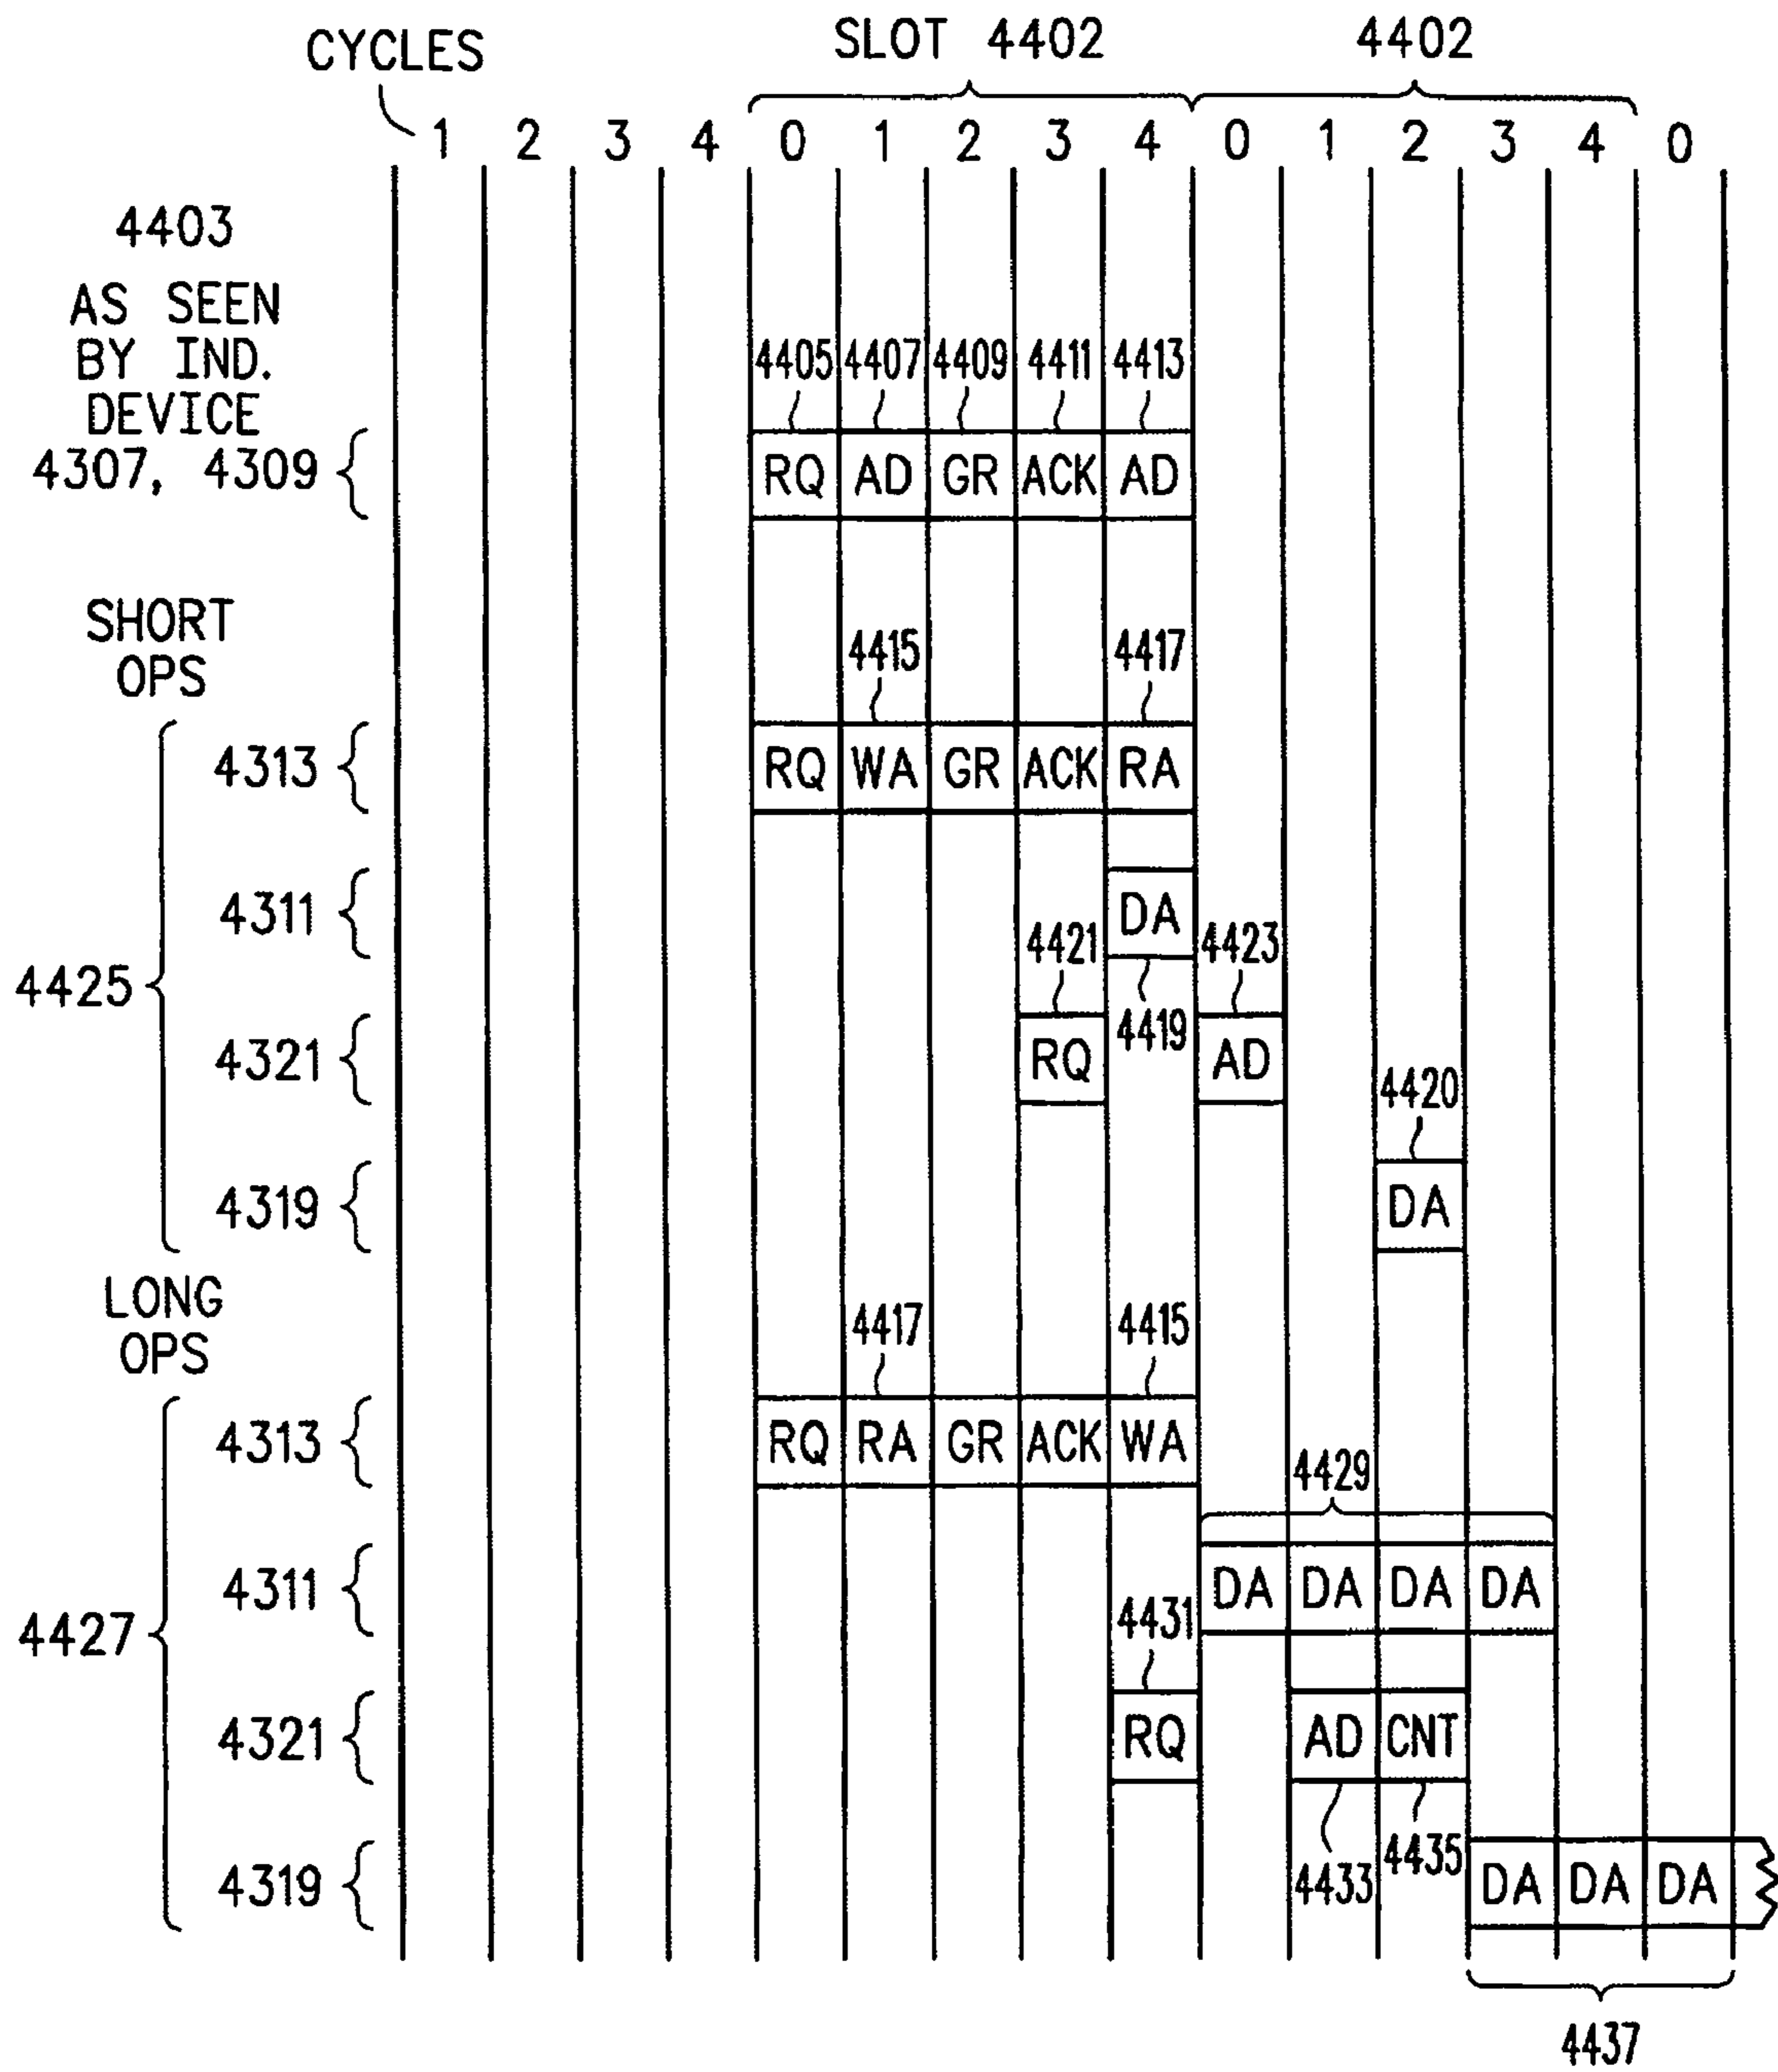 SLOT 4402 4402
CYCLES
1 2 3 4 0 1 2 3 4 0 1 2 3 4 0
4403
AS SEEN
BY IND.
DEVICE
4307, 4309
4405 4407 4409 4411 4413
RQ AD GR ACK AD
SHORT
OPS
4415 4417
4313 RQ WA GR ACK RA
4311 DA
4421 4423
4425
4419
4321 RQ AD
4420
4319 DA
LONG
OPS
4417 4415
4313 RQ RA GR ACK WA
4429
4311 DA DA DA DA
4427
4431
4321 RQ AD CNT
4433 4435
4319 DA DA DA
4437